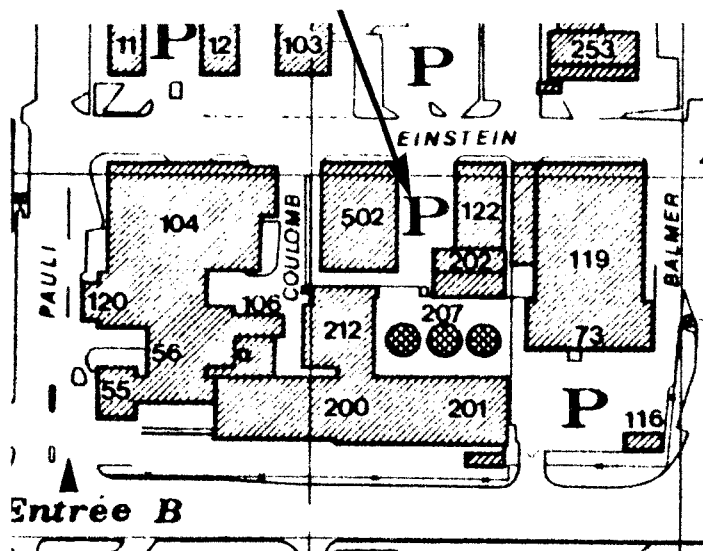 11 P 12 103 P 253
EINSTEIN
104 502 P 122
PAULI COULOMB 202 119 BALMER
120 106 207
56 212 73
55 200 201 P 116
Entrée B